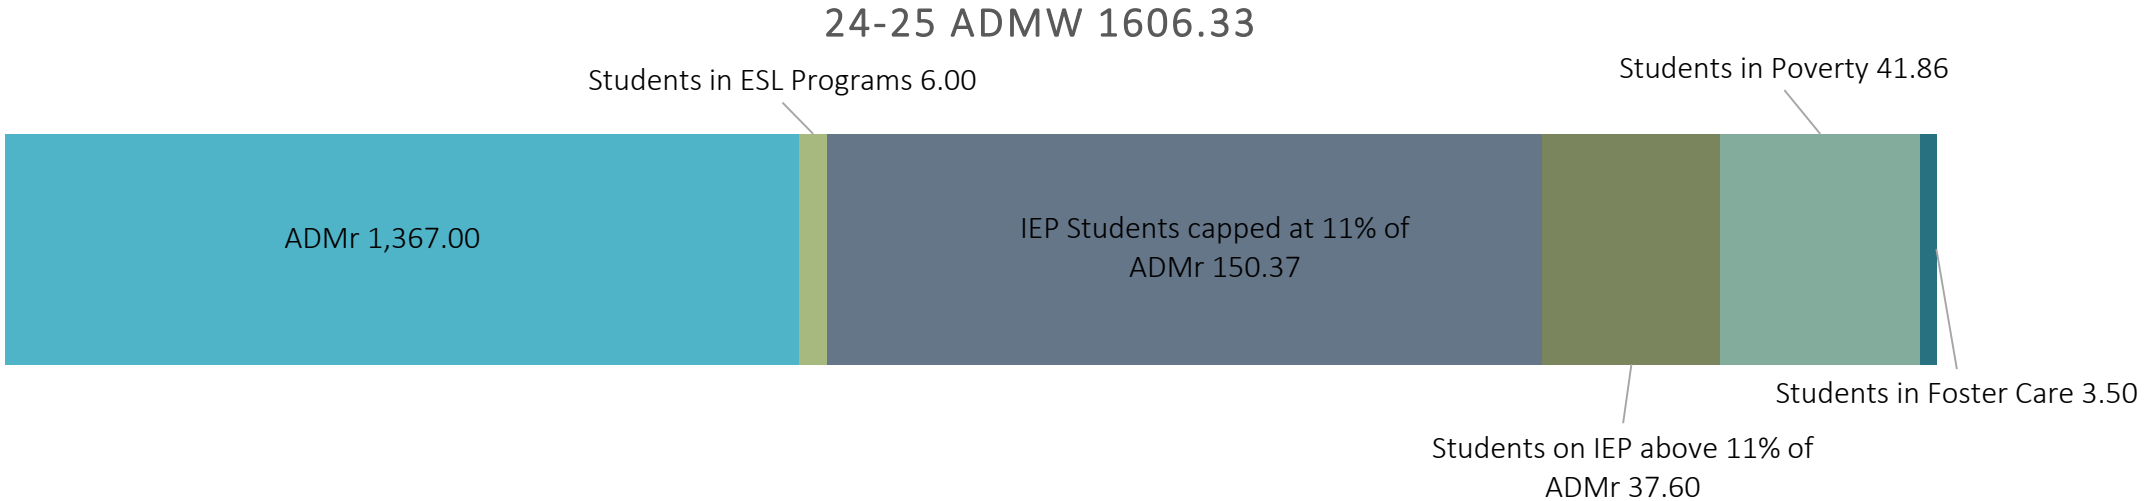 24-25 ADMW 1606.33
Students in ESL Programs 6.00
Students in Poverty 41.86
ADMr 1,367.00
IEP Students capped at 11% of
ADMr 150.37
Students in Foster Care 3.50
Students on IEP above 11% of
ADMr 37.60